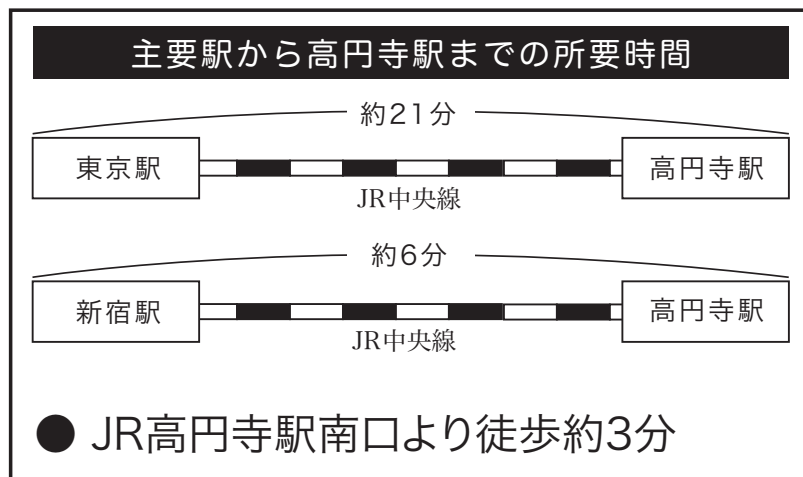 主要駅から高円寺駅までの所要時間
約21分
東京駅
高円寺駅
JR中央線
約6分
新宿駅
高円寺駅
JR中央線
● JR高円寺駅南口より徒歩約3分